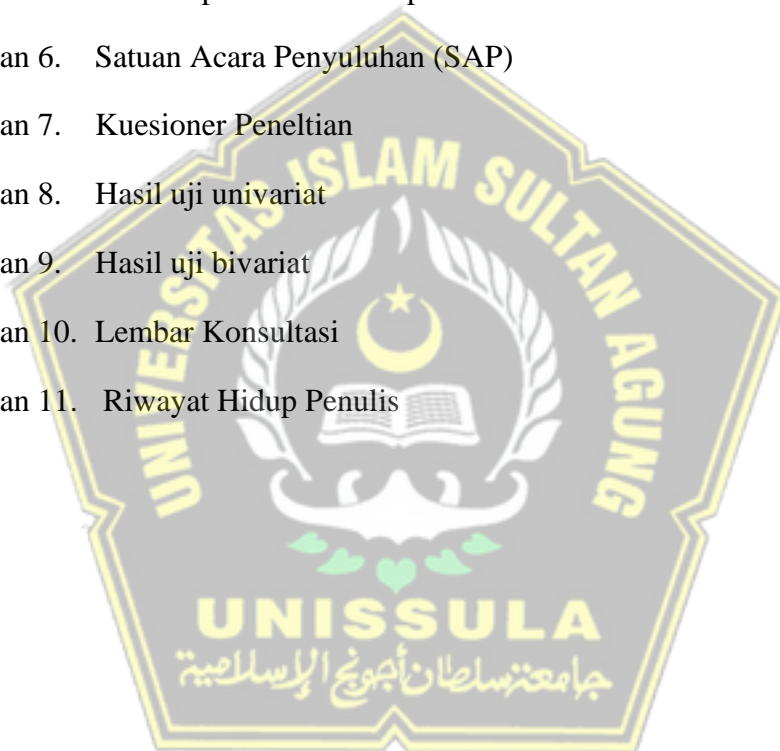 an 6. Satuan Acara Penyuluhan (SAP)
an 7. Kuesioner Peneltian
an 8. Hasil uji univariat
an 9. Hasil uji bivariat
an 10. Lembar Konsultasi
an 11. Riwayat Hidup Penulis
UNIVERSITAS ISLAM SULTAN AGUNG
UNISSULA
جامعة سلطان أجونج الإسلامية